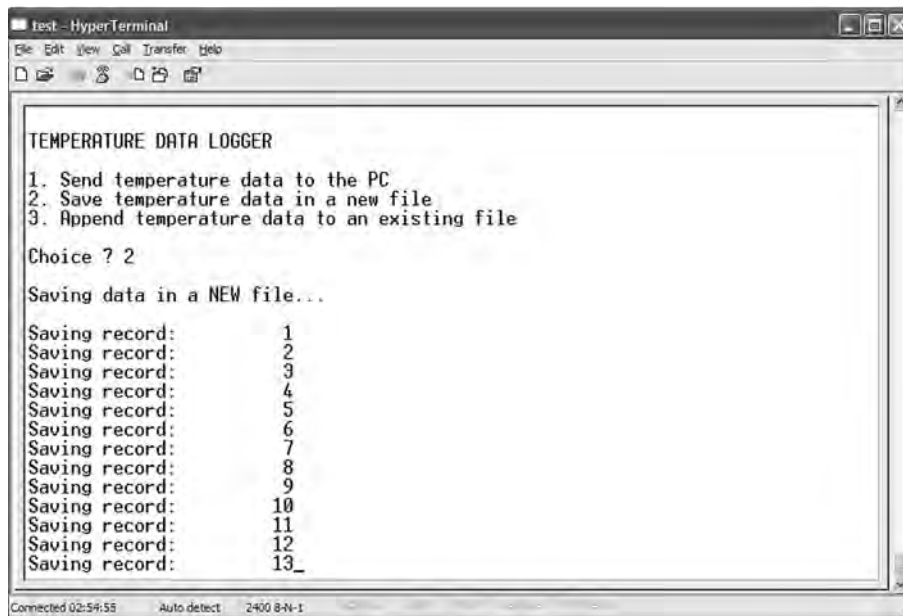 test - HyperTerminal
File Edit View Call Transfer Help
TEMPERATURE DATA LOGGER
1. Send temperature data to the PC
2. Save temperature data in a new file
3. Append temperature data to an existing file
Choice ? 2
Saving data in a NEW file...
Saving record: 1
Saving record: 2
Saving record: 3
Saving record: 4
Saving record: 5
Saving record: 6
Saving record: 7
Saving record: 8
Saving record: 9
Saving record: 10
Saving record: 11
Saving record: 12
Saving record: 13_
Connected 02:54:55 Auto detect 2400 8-N-1